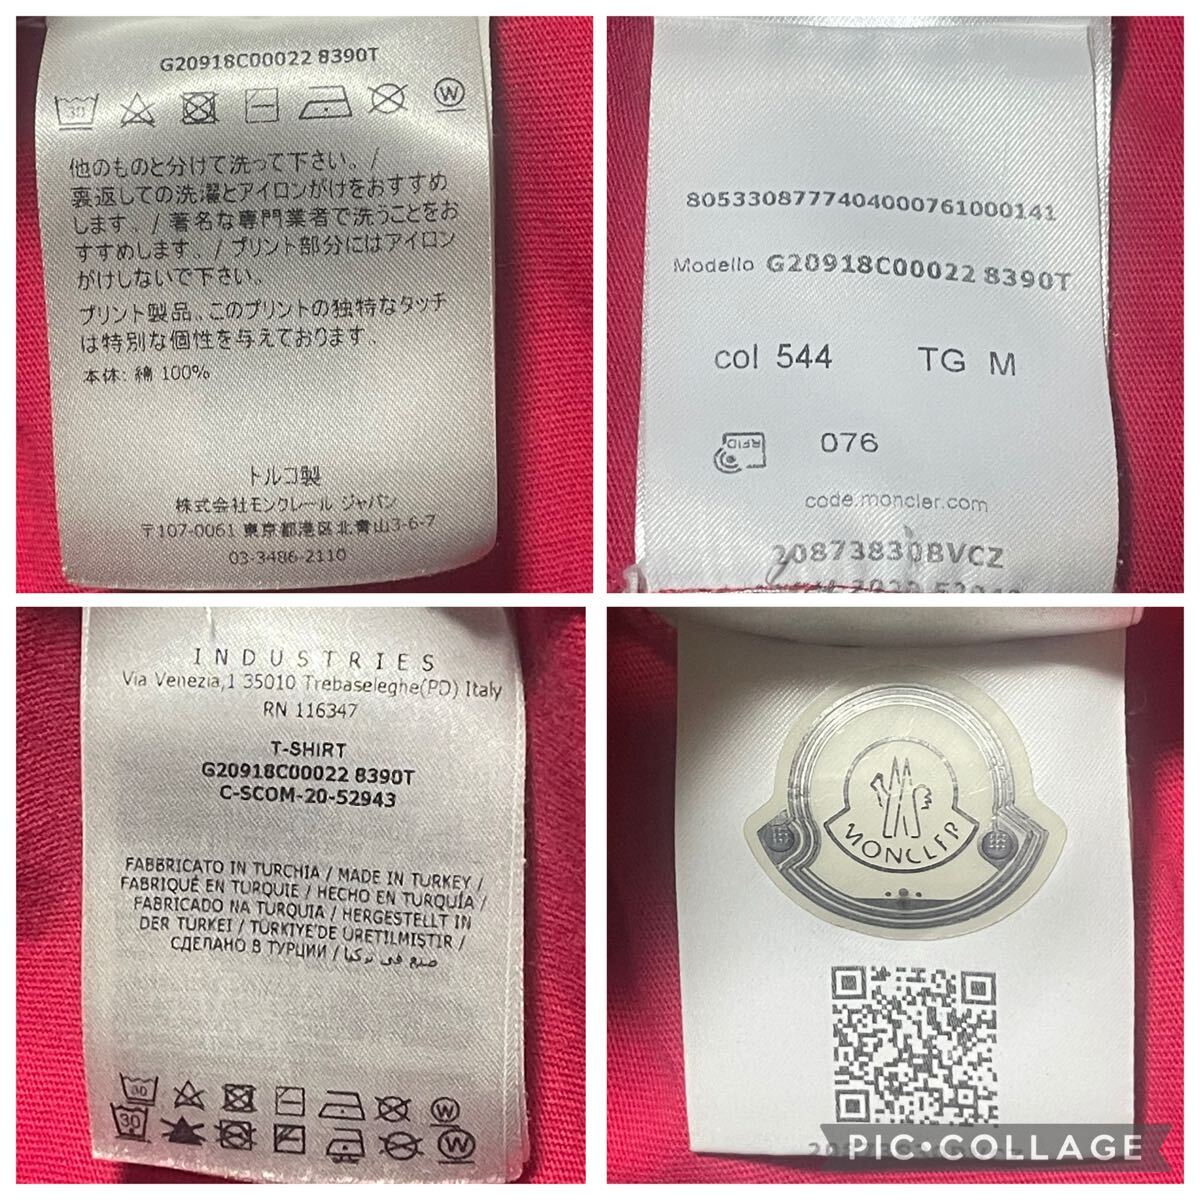 G20918C00022 8390T
30 W
他のものと分けて洗って下さい。/
裏返しての洗濯とアイロンがけをおすすめ
します。/ 著名な専門業者で洗うことをお
すすめします。/ プリント部分にはアイロン
がけしないで下さい。
プリント製品、このプリントの独特なタッチ
は特別な個性を与えております。
本体: 綿 100%
トルコ製
株式会社モンクレール ジャパン
〒107-0061 東京都港区北青山3-6-7
03-3486-2110
8053308777404000761000141
Modello G20918C00022 8390T
col 544 TG M
RFID 076
code.moncler.com
208738308VCZ
INDUSTRIES
Via Venezia,1 35010 Trebaseleghe(PD) Italy
RN 116347
T-SHIRT
G20918C00022 8390T
C-SCOM-20-52943
FABBRICATO IN TURCHIA / MADE IN TURKEY /
FABRIQUÉ EN TURQUIE / HECHO EN TURQUÍA /
FABRICADO NA TURQUIA / HERGESTELLT IN
DER TÜRKEI / TÜRKIYE'DE ÜRETILMIŞTIR /
СДЕЛАНО В ТУРЦИИ / صنع في تركيا
30 W
30 W
MONCLER
PIC•COLLAGE